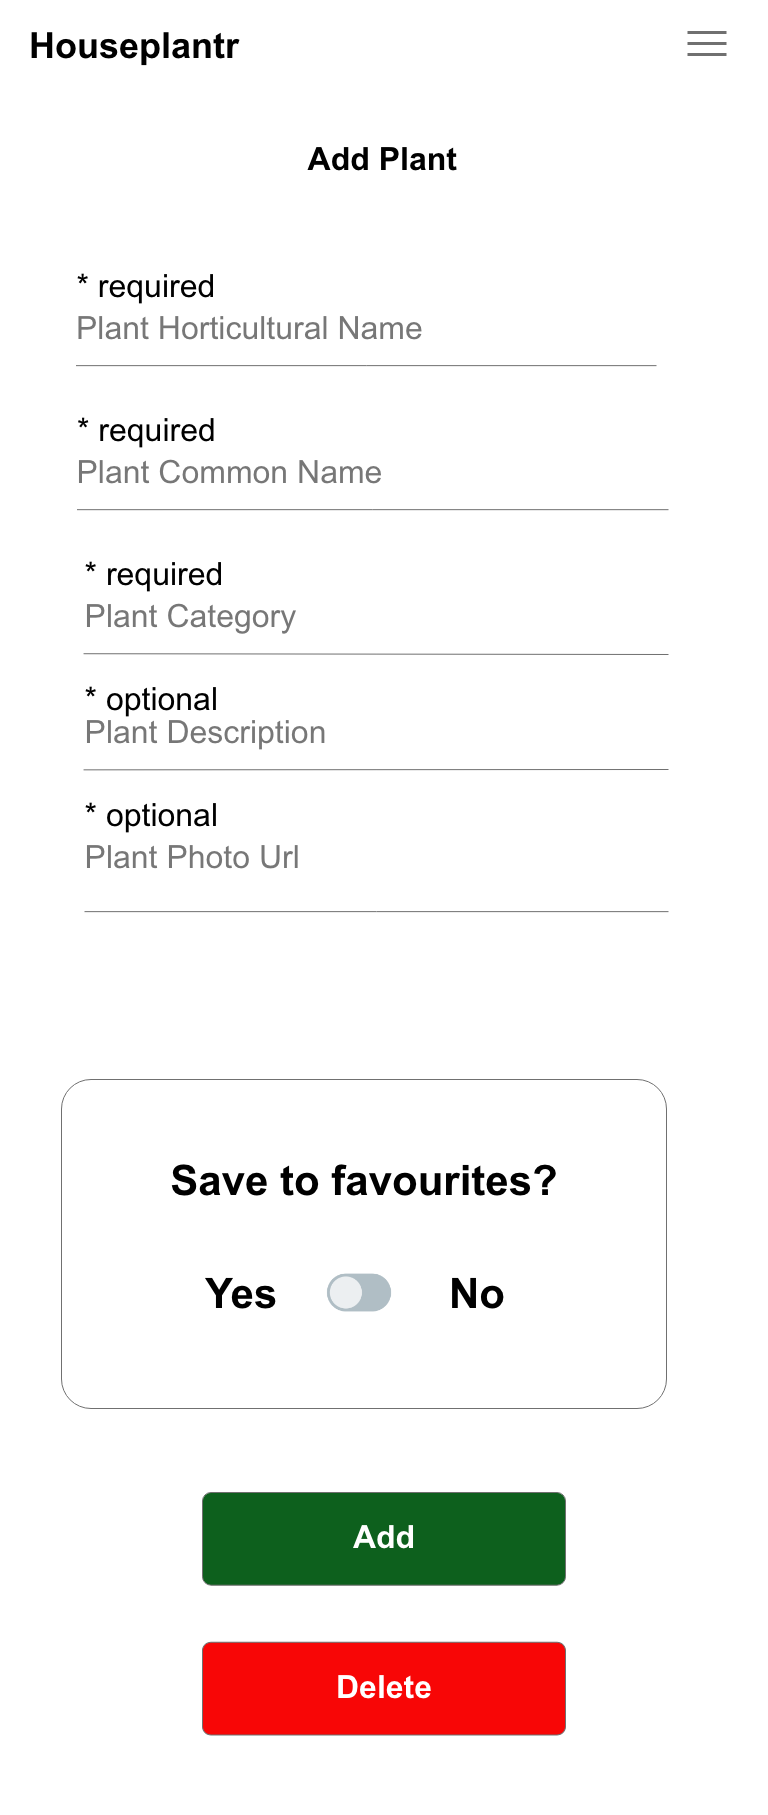 Houseplantr
Add Plant
* required
Plant Horticultural Name
* required
Plant Common Name
* required
Plant Category
* optional
Plant Description
* optional
Plant Photo Url
Save to favourites?
Yes No
Add
Delete